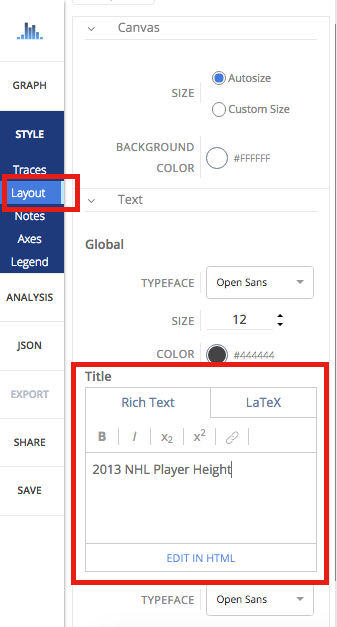 GRAPH
STYLE
Traces
Layout
Notes
Axes
Legend
ANALYSIS
JSON
EXPORT
SHARE
SAVE
Canvas
SIZE
Autosize
Custom Size
BACKGROUND
COLOR
#FFFFFF
Text
Global
TYPEFACE
Open Sans
SIZE
12
COLOR
#444444
Title
Rich Text
LaTeX
B I x₂ x²
2013 NHL Player Height
EDIT IN HTML
TYPEFACE
Open Sans